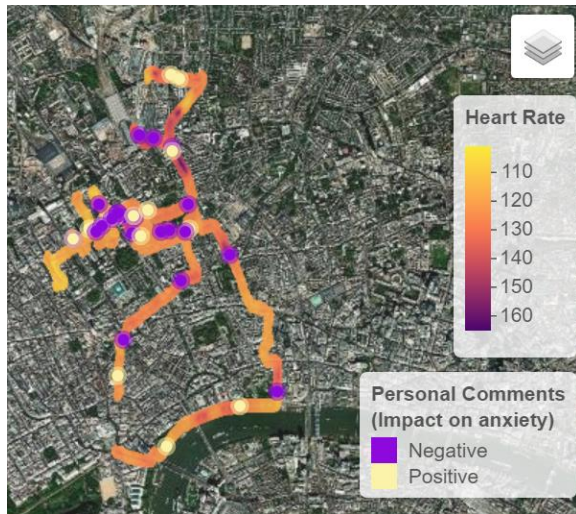 Heart Rate
110
120
130
140
150
160
Personal Comments
(Impact on anxiety)
Negative
Positive